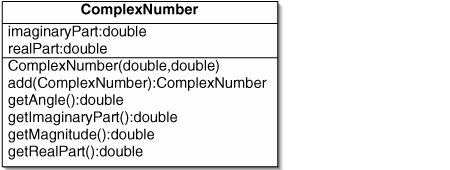 ComplexNumber
imaginaryPart:double
realPart:double
ComplexNumber(double,double)
add(ComplexNumber):ComplexNumber
getAngle():double
getImaginaryPart():double
getMagnitude():double
getRealPart():double